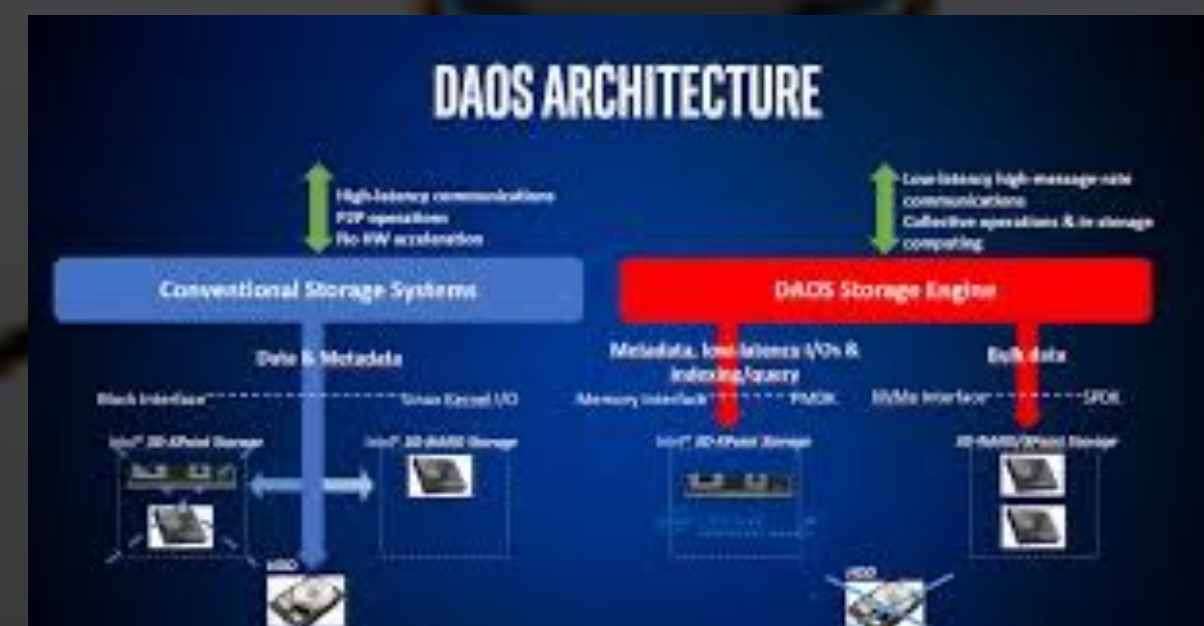 DAOS ARCHITECTURE
High-latency communications
P2P operations
No HW acceleration
Low-latency high-message-rate
communications
Collective operations & in storage
computing
Conventional Storage Systems
DAOS Storage Engine
Data & Metadata
Metadata, low-latency I/Os &
indexing/query
Bulk data
Block Interface
Linux Kernel I/O
Memory Interface
PMDK
NVMe Interface
SPDK
Intel® 3D-XPoint Storage
Intel® 3D-NAND Storage
Intel® 3D-XPoint Storage
3D-NAND/XPoint Storage
HDD
HDD